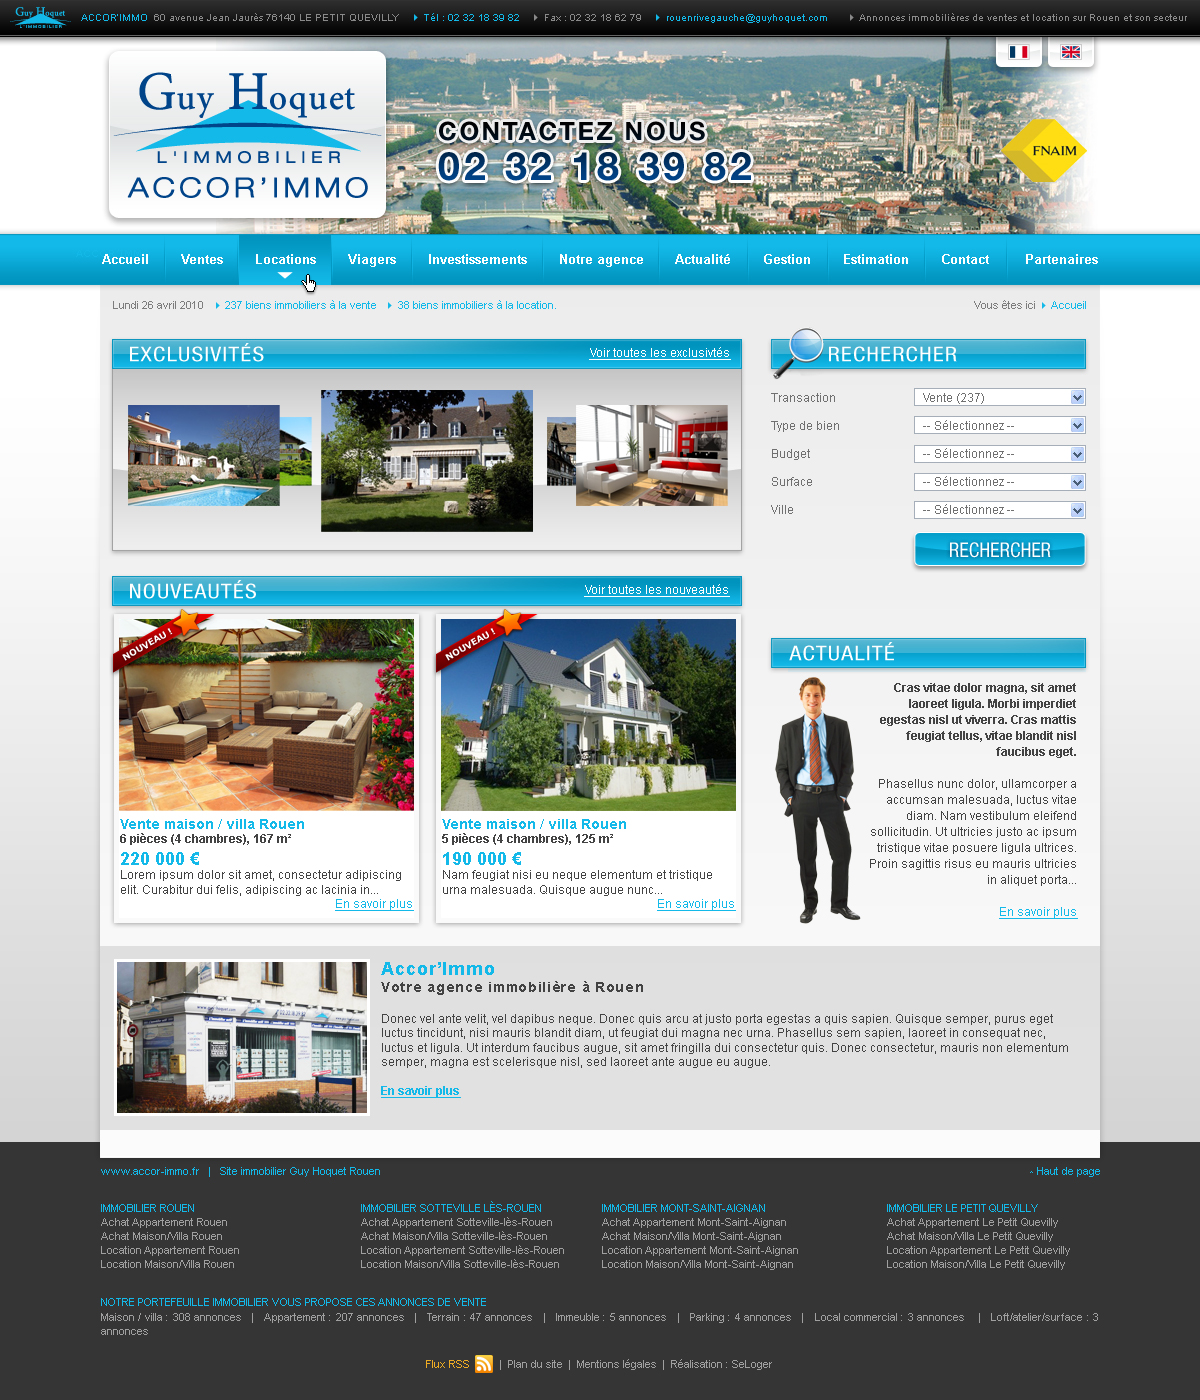 Guy Hoquet
L'IMMOBILIER
ACCOR'IMMO 60 avenue Jean Jaurès 76140 LE PETIT QUEVILLY Tél : 02 32 18 39 82 Fax : 02 32 18 62 79 rouenrivegauche@guyhoquet.com Annonces immobilières de ventes et location sur Rouen et son secteur
Guy Hoquet
L'IMMOBILIER
ACCOR'IMMO
CONTACTEZ NOUS
02 32 18 39 82
FNAIM
Accueil Ventes Locations Viagers Investissements Notre agence Actualité Gestion Estimation Contact Partenaires
Lundi 26 avril 2010 237 biens immobiliers à la vente 38 biens immobiliers à la location. Vous êtes ici Accueil
EXCLUSIVITÉS Voir toutes les exclusivtés
RECHERCHER
Transaction Vente (237)
Type de bien -- Sélectionnez --
Budget -- Sélectionnez --
Surface -- Sélectionnez --
Ville -- Sélectionnez --
RECHERCHER
NOUVEAUTÉS Voir toutes les nouveautés
NOUVEAU !
Vente maison / villa Rouen
6 pièces (4 chambres), 167 m²
220 000 €
Lorem ipsum dolor sit amet, consectetur adipiscing
elit. Curabitur dui felis, adipiscing ac lacinia in...
En savoir plus
NOUVEAU !
Vente maison / villa Rouen
5 pièces (4 chambres), 125 m²
190 000 €
Nam feugiat nisi eu neque elementum et tristique
urna malesuada. Quisque augue nunc...
En savoir plus
ACTUALITÉ
Cras vitae dolor magna, sit amet
laoreet ligula. Morbi imperdiet
egestas nisl ut viverra. Cras mattis
feugiat tellus, vitae blandit nisl
faucibus eget.
Phasellus nunc dolor, ullamcorper a
accumsan malesuada, luctus vitae
diam. Nam vestibulum eleifend
sollicitudin. Ut ultricies justo ac ipsum
tristique vitae posuere ligula ultrices.
Proin sagittis risus eu mauris ultricies
in aliquet porta...
En savoir plus
Accor'Immo
Votre agence immobilière à Rouen
Donec vel ante velit, vel dapibus neque. Donec quis arcu at justo porta egestas a quis sapien. Quisque semper, purus eget
luctus tincidunt, nisi mauris blandit diam, ut feugiat dui magna nec urna. Phasellus sem sapien, laoreet in consequat nec,
luctus et ligula. Ut interdum faucibus augue, sit amet fringilla dui consectetur quis. Donec consectetur, mauris non elementum
semper, magna est scelerisque nisl, sed laoreet ante augue eu augue.
En savoir plus
www.accor-immo.fr | Site immobilier Guy Hoquet Rouen Haut de page
IMMOBILIER ROUEN
Achat Appartement Rouen
Achat Maison/Villa Rouen
Location Appartement Rouen
Location Maison/Villa Rouen
IMMOBILIER SOTTEVILLE LÈS-ROUEN
Achat Appartement Sotteville-lès-Rouen
Achat Maison/Villa Sotteville-lès-Rouen
Location Appartement Sotteville-lès-Rouen
Location Maison/Villa Sotteville-lès-Rouen
IMMOBILIER MONT-SAINT-AIGNAN
Achat Appartement Mont-Saint-Aignan
Achat Maison/Villa Mont-Saint-Aignan
Location Appartement Mont-Saint-Aignan
Location Maison/Villa Mont-Saint-Aignan
IMMOBILIER LE PETIT QUEVILLY
Achat Appartement Le Petit Quevilly
Achat Maison/Villa Le Petit Quevilly
Location Appartement Le Petit Quevilly
Location Maison/Villa Le Petit Quevilly
NOTRE PORTEFEUILLE IMMOBILIER VOUS PROPOSE CES ANNONCES DE VENTE
Maison / villa : 308 annonces | Appartement : 207 annonces | Terrain : 47 annonces | Immeuble : 5 annonces | Parking : 4 annonces | Local commercial : 3 annonces | Loft/atelier/surface : 3
annonces
Flux RSS | Plan du site | Mentions légales | Réalisation : SeLoger